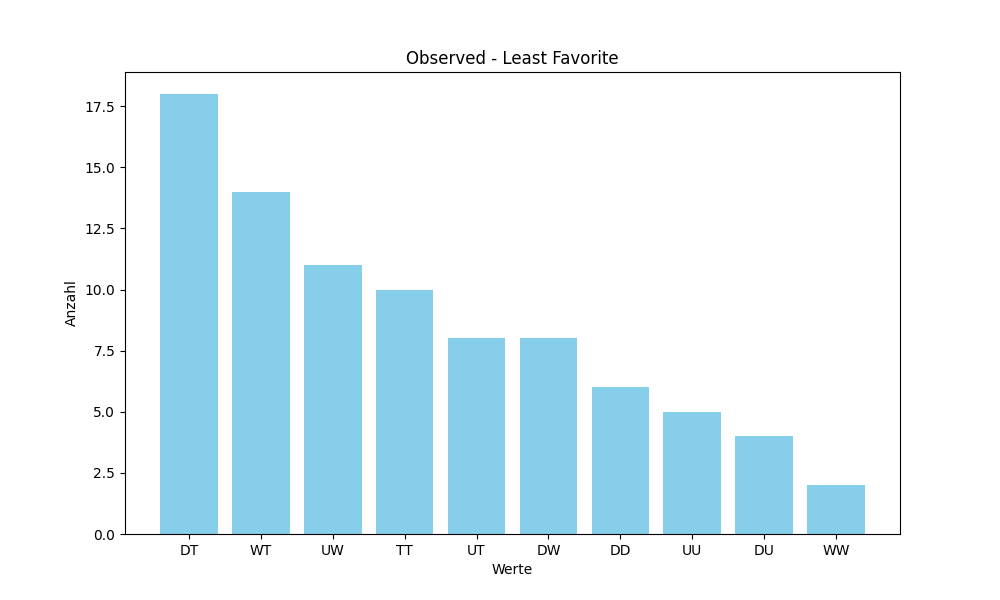 Observed - Least Favorite
17.5
15.0
12.5
10.0
7.5
5.0
2.5
0.0
Anzahl
DT WT UW TT UT DW DD UU DU WW
Werte